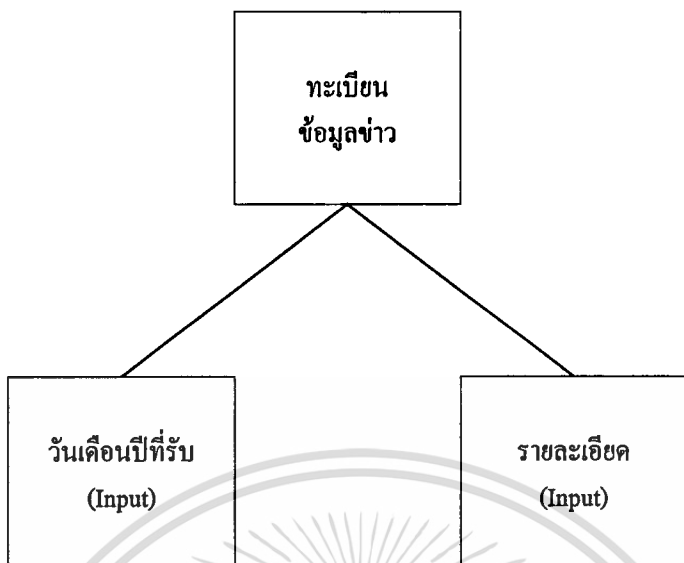 ทะเบียน
ข้อมูลข่าว
วันเดือนปีที่รับ
(Input)
รายละเอียด
(Input)